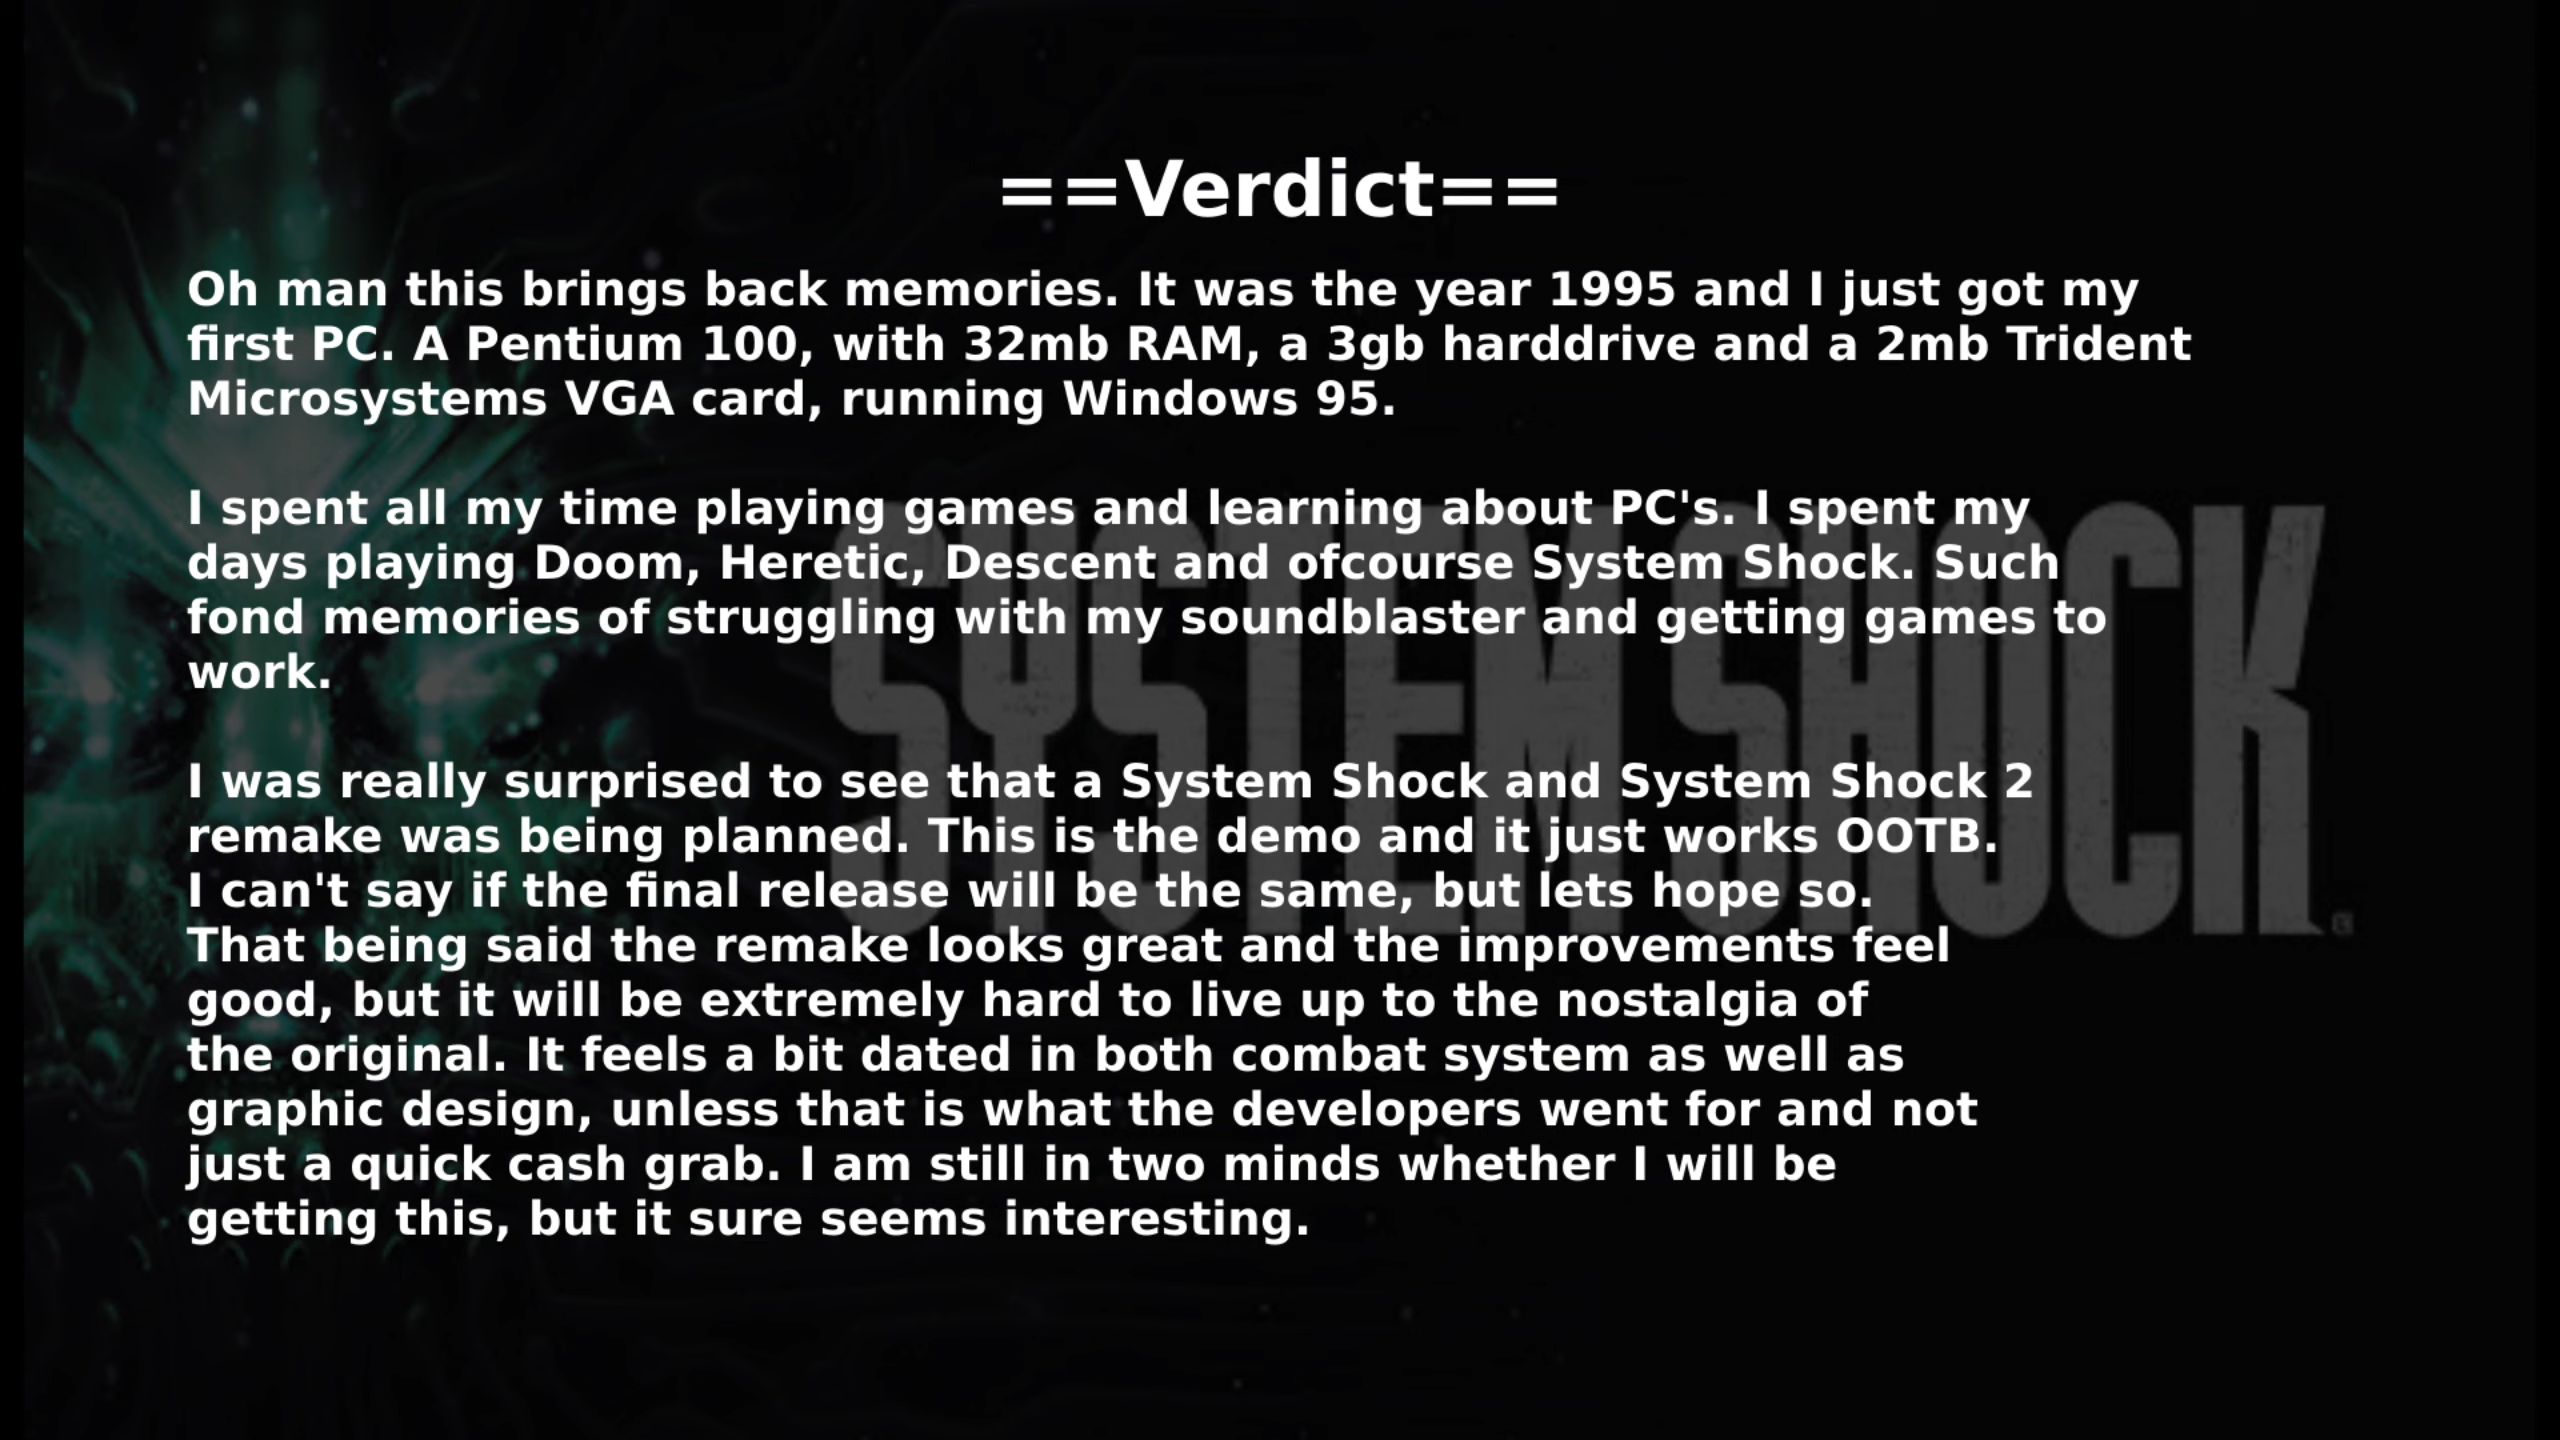 ==Verdict==
Oh man this brings back memories. It was the year 1995 and I just got my
first PC. A Pentium 100, with 32mb RAM, a 3gb harddrive and a 2mb Trident
Microsystems VGA card, running Windows 95.
I spent all my time playing games and learning about PC's. I spent my
days playing Doom, Heretic, Descent and ofcourse System Shock. Such
fond memories of struggling with my soundblaster and getting games to
work.
I was really surprised to see that a System Shock and System Shock 2
remake was being planned. This is the demo and it just works OOTB.
I can't say if the final release will be the same, but lets hope so.
That being said the remake looks great and the improvements feel
good, but it will be extremely hard to live up to the nostalgia of
the original. It feels a bit dated in both combat system as well as
graphic design, unless that is what the developers went for and not
just a quick cash grab. I am still in two minds whether I will be
getting this, but it sure seems interesting.
SYSTEM SHOCK®